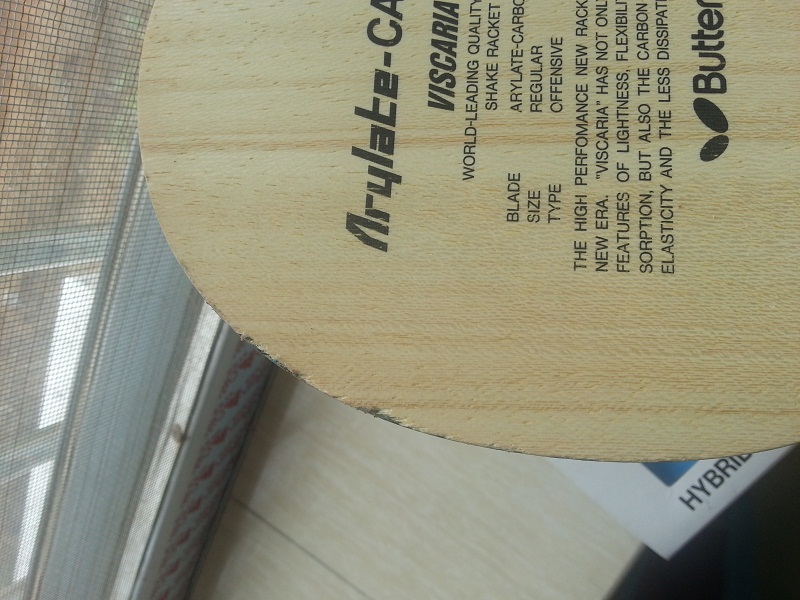 Arylate-CA
VISCARIA
WORLD-LEADING QUALITY
SHAKE RACKET
BLADE ARYLATE-CARBO
SIZE REGULAR
TYPE OFFENSIVE
THE HIGH PERFOMANCE NEW RACK
NEW ERA. "VISCARIA" HAS NOT ONL
FEATURES OF LIGHTNESS, FLEXIBILI
SORPTION, BUT ALSO THE CARBON
ELASTICITY AND THE LESS DISSIPAT
Butter
HYBRID